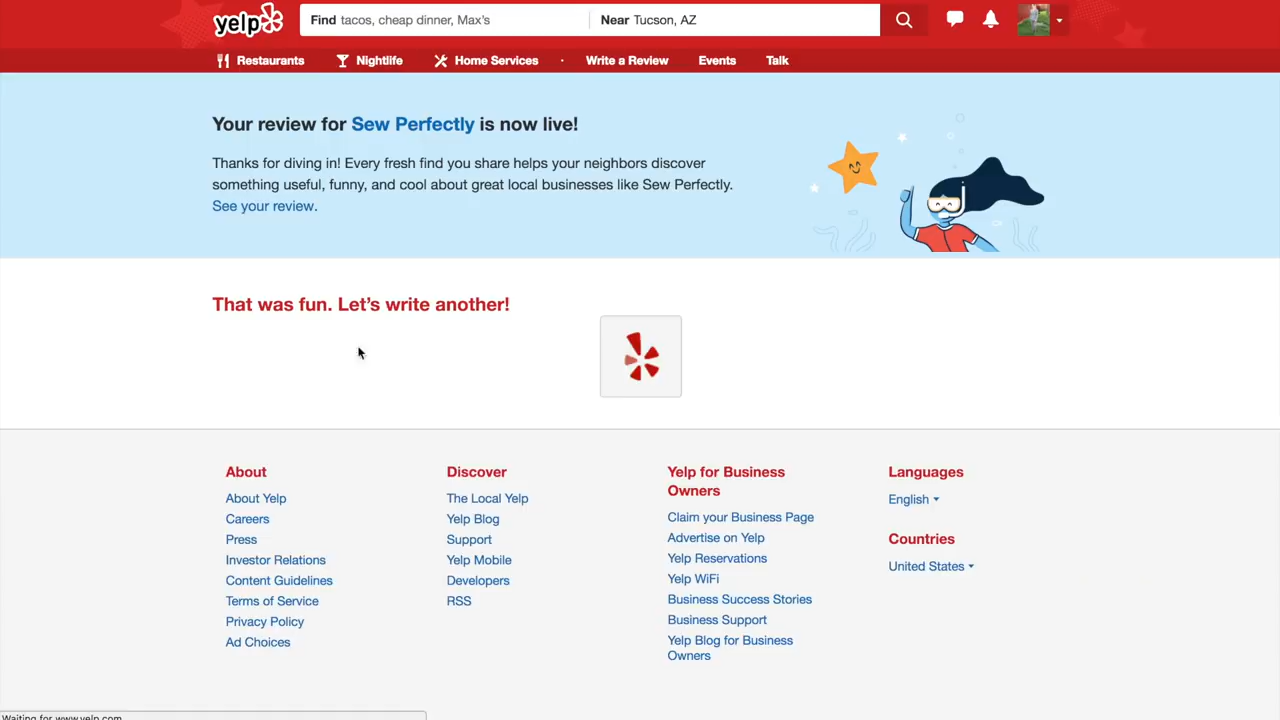 yelp
Find tacos, cheap dinner, Max's
Near Tucson, AZ
Restaurants
Nightlife
Home Services
·
Write a Review
Events
Talk
Your review for Sew Perfectly is now live!
Thanks for diving in! Every fresh find you share helps your neighbors discover
something useful, funny, and cool about great local businesses like Sew Perfectly.
See your review.
That was fun. Let's write another!
About
About Yelp
Careers
Press
Investor Relations
Content Guidelines
Terms of Service
Privacy Policy
Ad Choices
Discover
The Local Yelp
Yelp Blog
Support
Yelp Mobile
Developers
RSS
Yelp for Business
Owners
Claim your Business Page
Advertise on Yelp
Yelp Reservations
Yelp WiFi
Business Success Stories
Business Support
Yelp Blog for Business
Owners
Languages
English
Countries
United States
Waiting for www.yelp.com